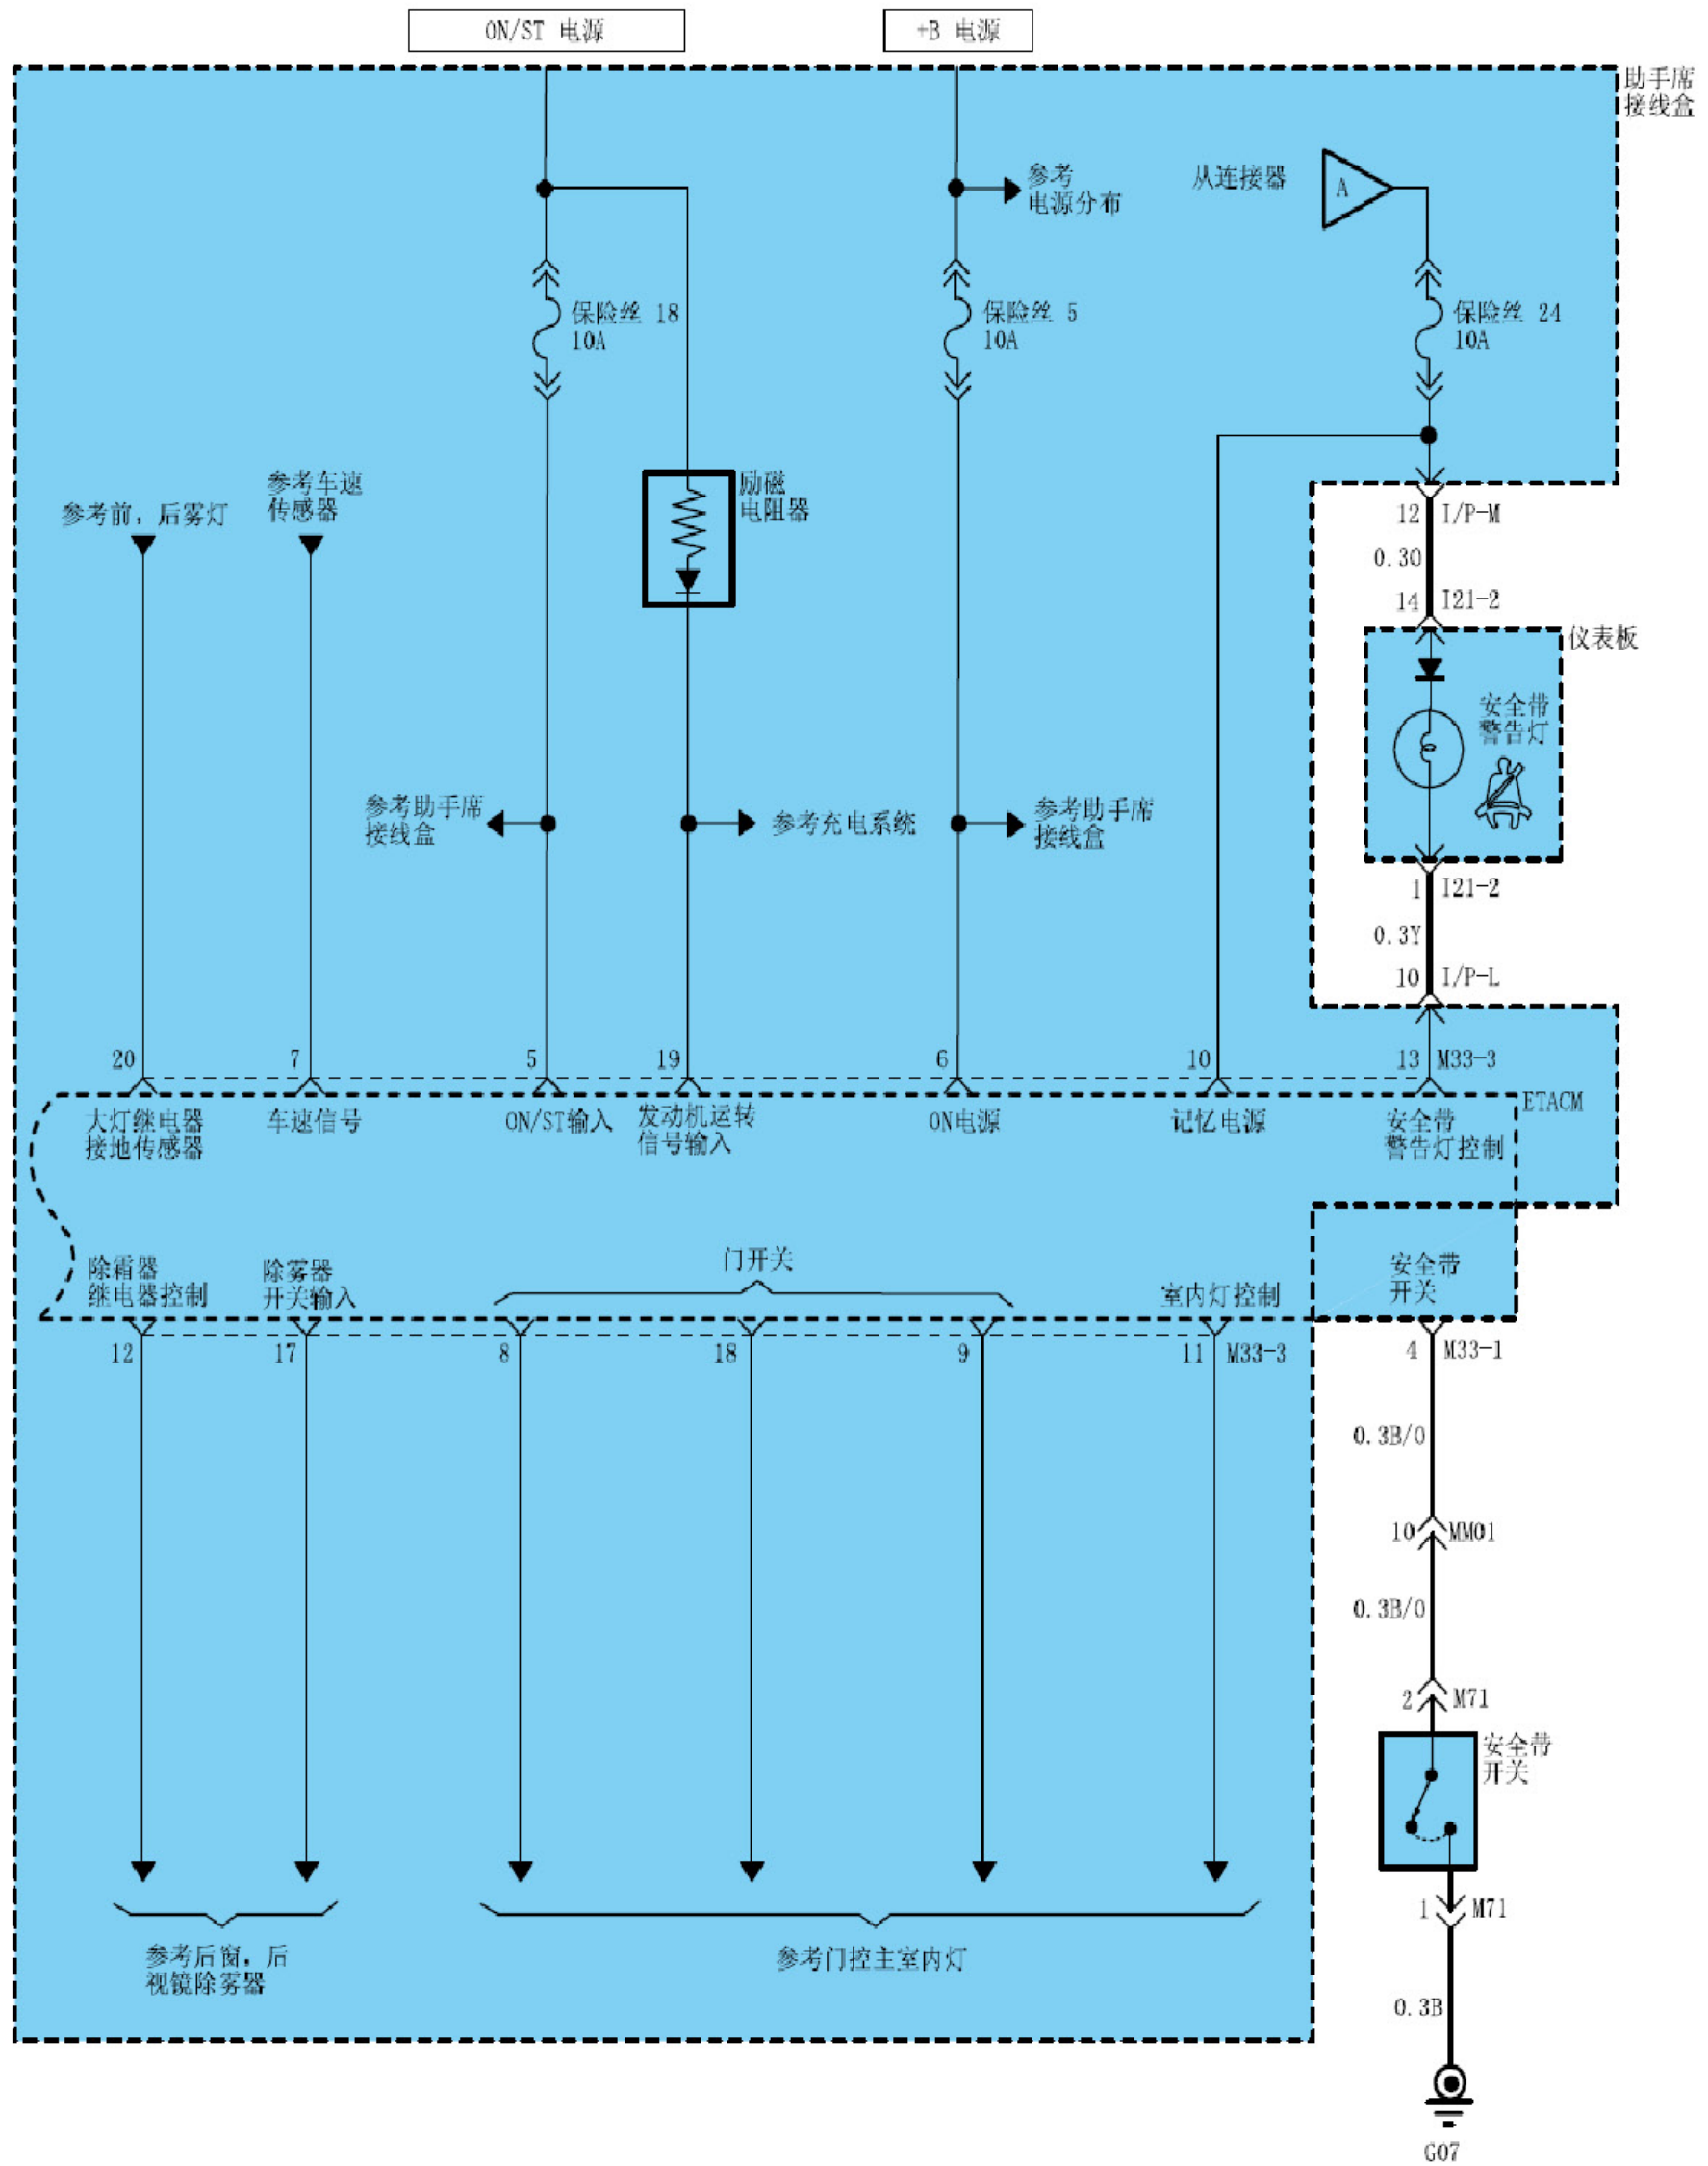 ON/ST 电源
+B 电源
助手席
接线盒
参考
电源分布
从连接器
A
保险丝 18
10A
保险丝 5
10A
保险丝 24
10A
参考前，后雾灯
参考车速
传感器
励磁
电阻器
12 I/P-M
0.3O
14 I21-2
仪表板
安全带
警告灯
参考助手席
接线盒
参考充电系统
参考助手席
接线盒
1 I21-2
0.3Y
10 I/P-L
20
7
5
19
6
10
13 M33-3
ETACM
大灯继电器
接地传感器
车速信号
ON/ST输入
发动机运转
信号输入
ON电源
记忆电源
安全带
警告灯控制
除霜器
继电器控制
除雾器
开关输入
门开关
室内灯控制
安全带
开关
12
17
8
18
9
11 M33-3
4 M33-1
0.3B/O
10 MM01
0.3B/O
2 M71
安全带
开关
1 M71
参考后窗，后
视镜除雾器
参考门控主室内灯
0.3B
G07